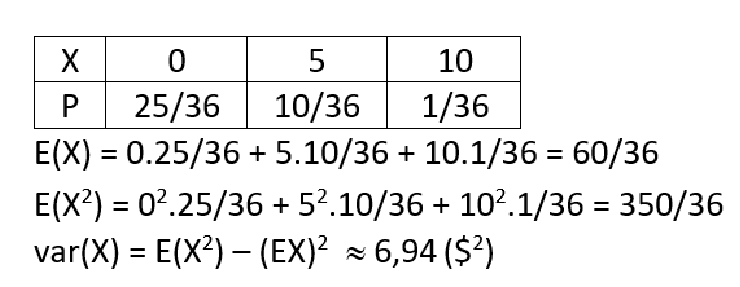 X 0 5 10
P 25/36 10/36 1/36
E(X) = 0.25/36 + 5.10/36 + 10.1/36 = 60/36
E(X²) = 0².25/36 + 5².10/36 + 10².1/36 = 350/36
var(X) = E(X²) – (EX)² ≈ 6,94 ($²)